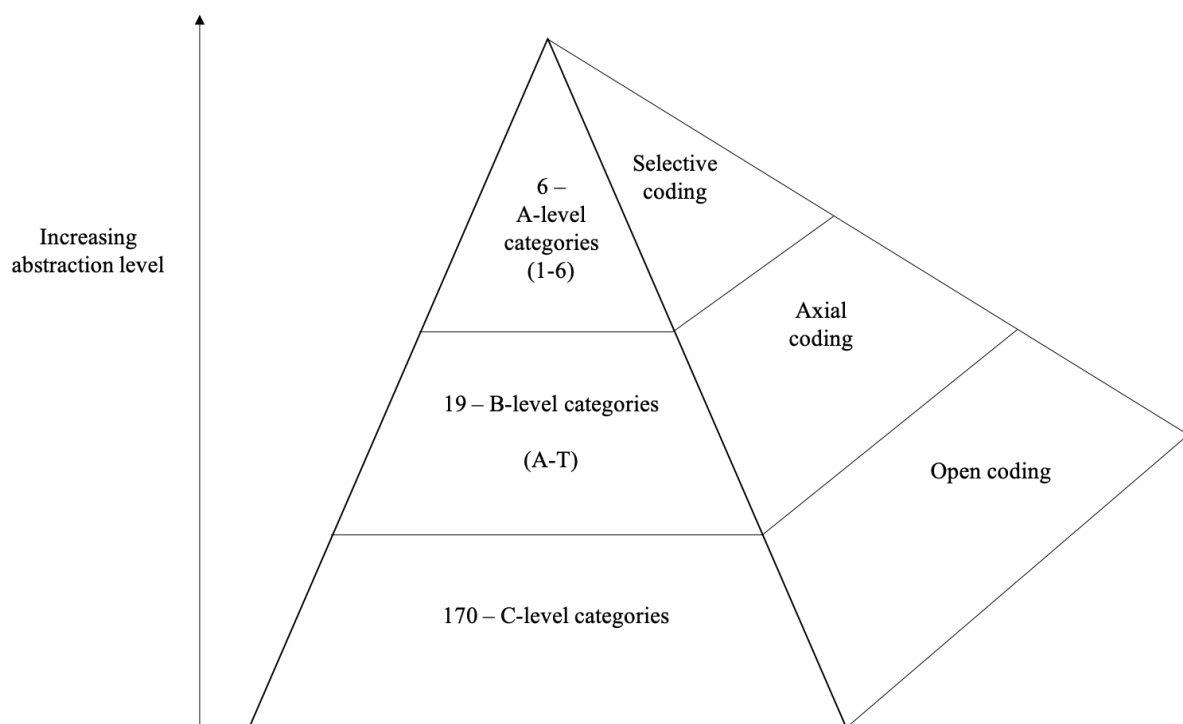 Increasing
abstraction level
6 –
A-level
categories
(1-6)
Selective
coding
19 – B-level categories
(A-T)
Axial
coding
170 – C-level categories
Open coding